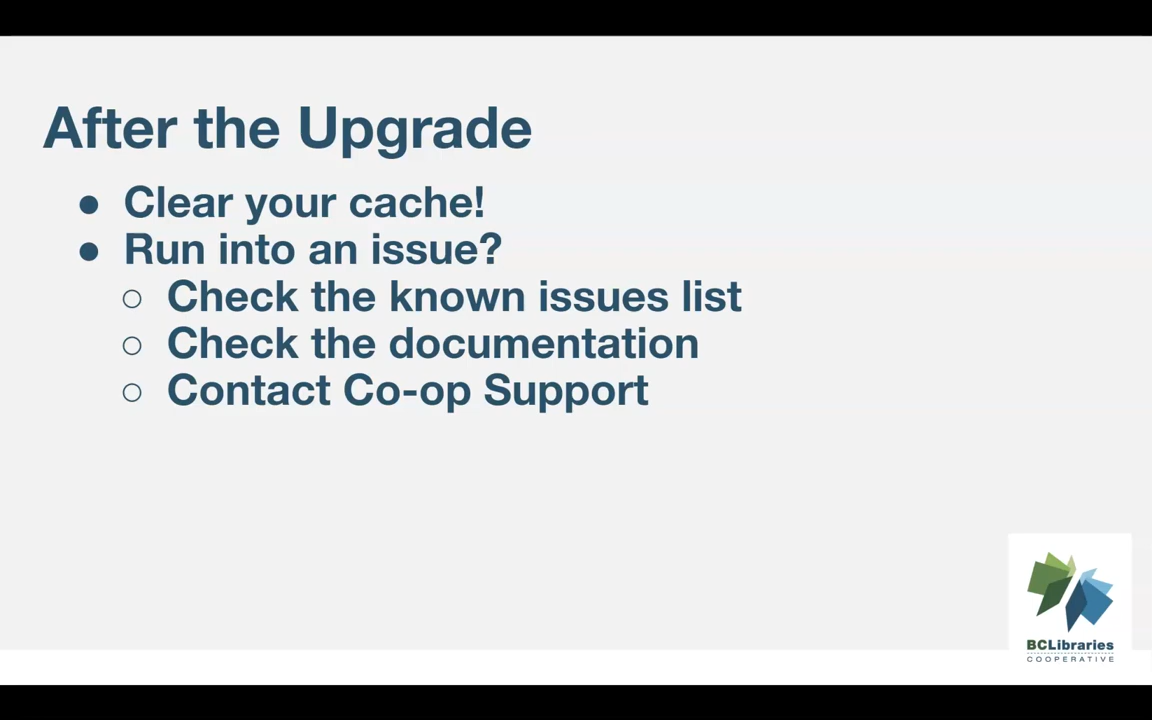 After the Upgrade
● Clear your cache!
● Run into an issue?
○ Check the known issues list
○ Check the documentation
○ Contact Co-op Support
BCLibraries
COOPERATIVE